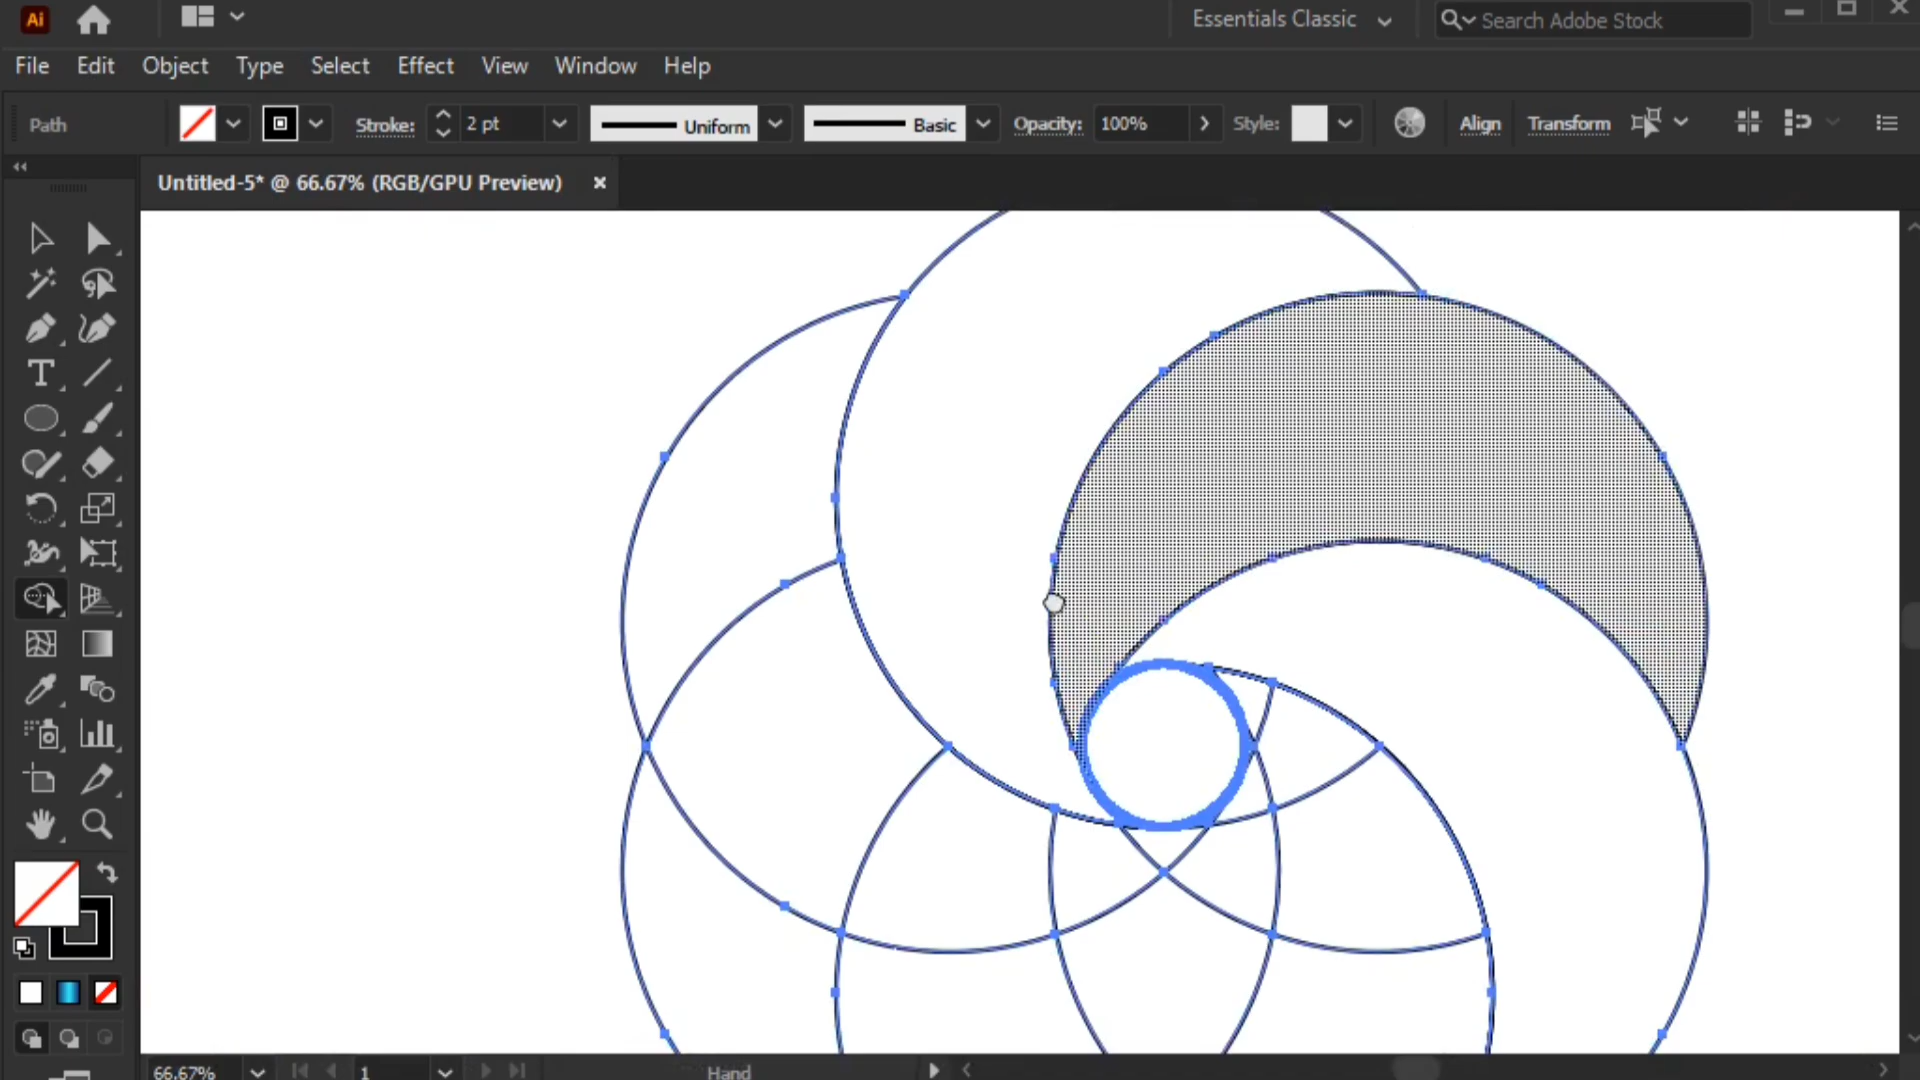 Ai
Essentials Classic
Search Adobe Stock
File Edit Object Type Select Effect View Window Help
Path
Stroke: 2 pt Uniform Basic Opacity: 100% Style: Align Transform
Untitled-5* @ 66.67% (RGB/GPU Preview)
T
66.67% 1 Hand